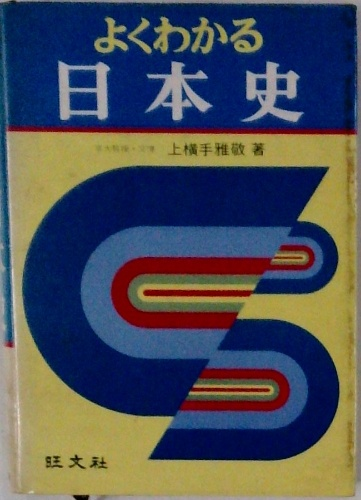 よくわかる
日本史
上横手雅敬 著
旺文社